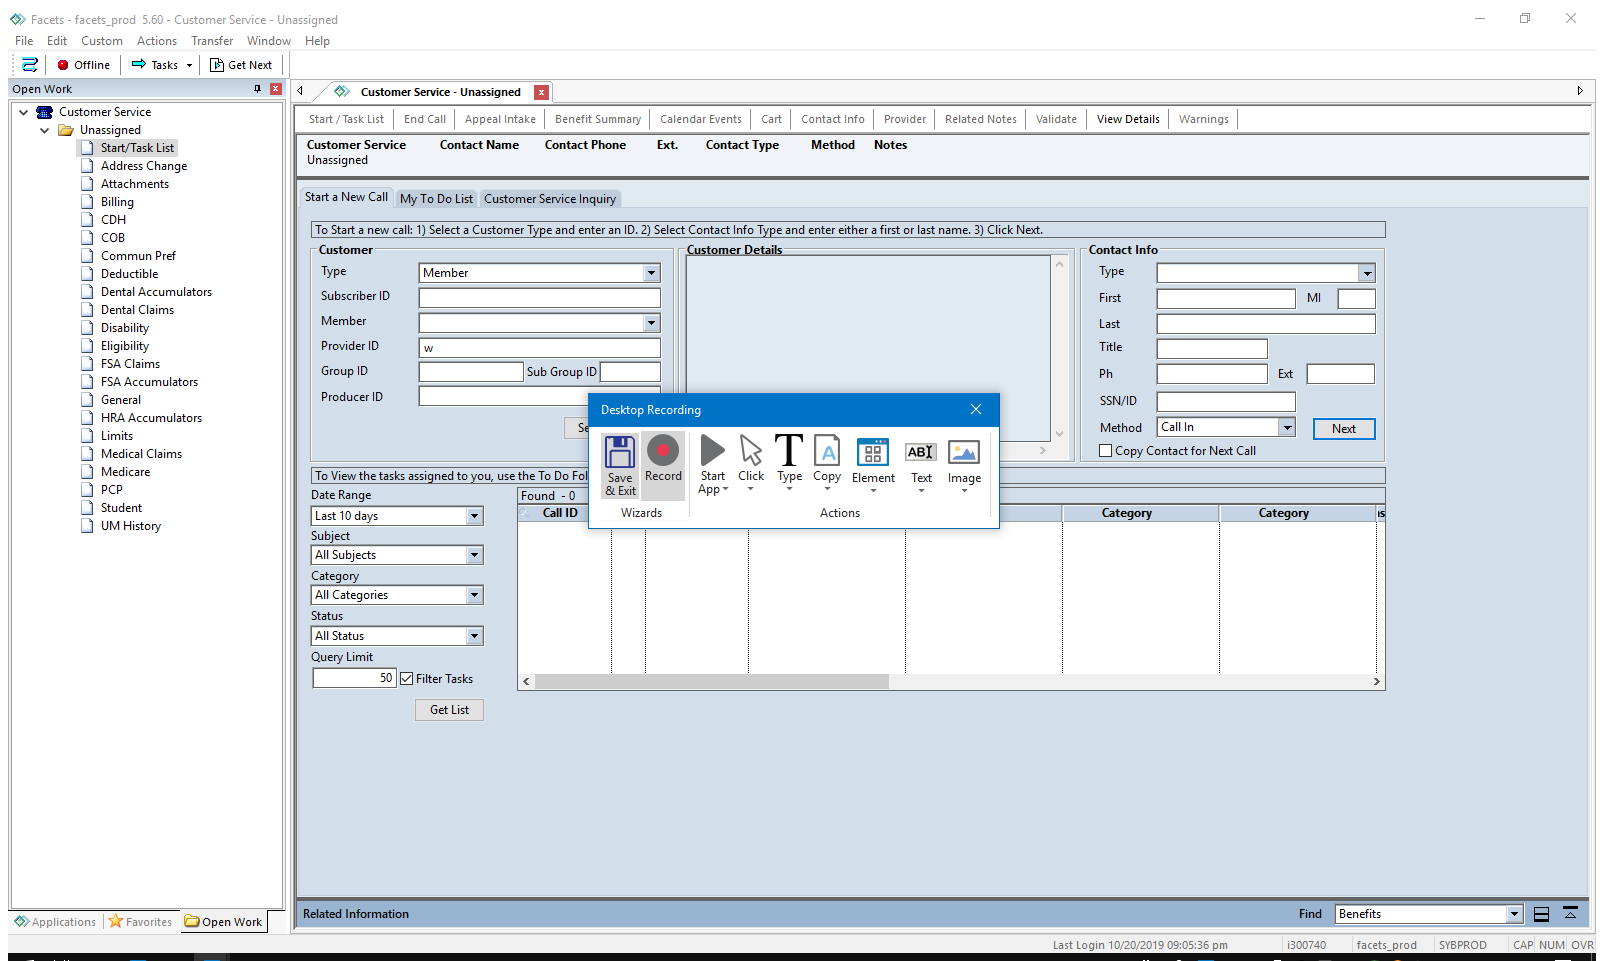 Facets - facets_prod 5.60 - Customer Service - Unassigned
File Edit Custom Actions Transfer Window Help
Offline Tasks Get Next
Open Work
Customer Service
Unassigned
Start/Task List
Address Change
Attachments
Billing
CDH
COB
Commun Pref
Deductible
Dental Accumulators
Dental Claims
Disability
Eligibility
FSA Claims
FSA Accumulators
General
HRA Accumulators
Limits
Medical Claims
Medicare
PCP
Student
UM History
Applications Favorites Open Work
Customer Service - Unassigned x
Start / Task List End Call Appeal Intake Benefit Summary Calendar Events Cart Contact Info Provider Related Notes Validate View Details Warnings
Customer Service Contact Name Contact Phone Ext. Contact Type Method Notes
Unassigned
Start a New Call My To Do List Customer Service Inquiry
To Start a new call: 1) Select a Customer Type and enter an ID. 2) Select Contact Info Type and enter either a first or last name. 3) Click Next.
Customer
Type Member
Subscriber ID
Member
Provider ID w
Group ID Sub Group ID
Producer ID
Se
Customer Details
Contact Info
Type
First MI
Last
Title
Ph Ext
SSN/ID
Method Call In Next
Copy Contact for Next Call
Desktop Recording
Save & Exit Record Start App Click Type Copy Element Text Image
Wizards Actions
To View the tasks assigned to you, use the To Do Fol
Date Range
Last 10 days
Subject
All Subjects
Category
All Categories
Status
All Status
Query Limit
50 Filter Tasks
Get List
Found - 0
Call ID Category Category
Related Information Find Benefits
Last Login 10/20/2019 09:05:36 pm i300740 facets_prod SYBPROD CAP NUM OVR